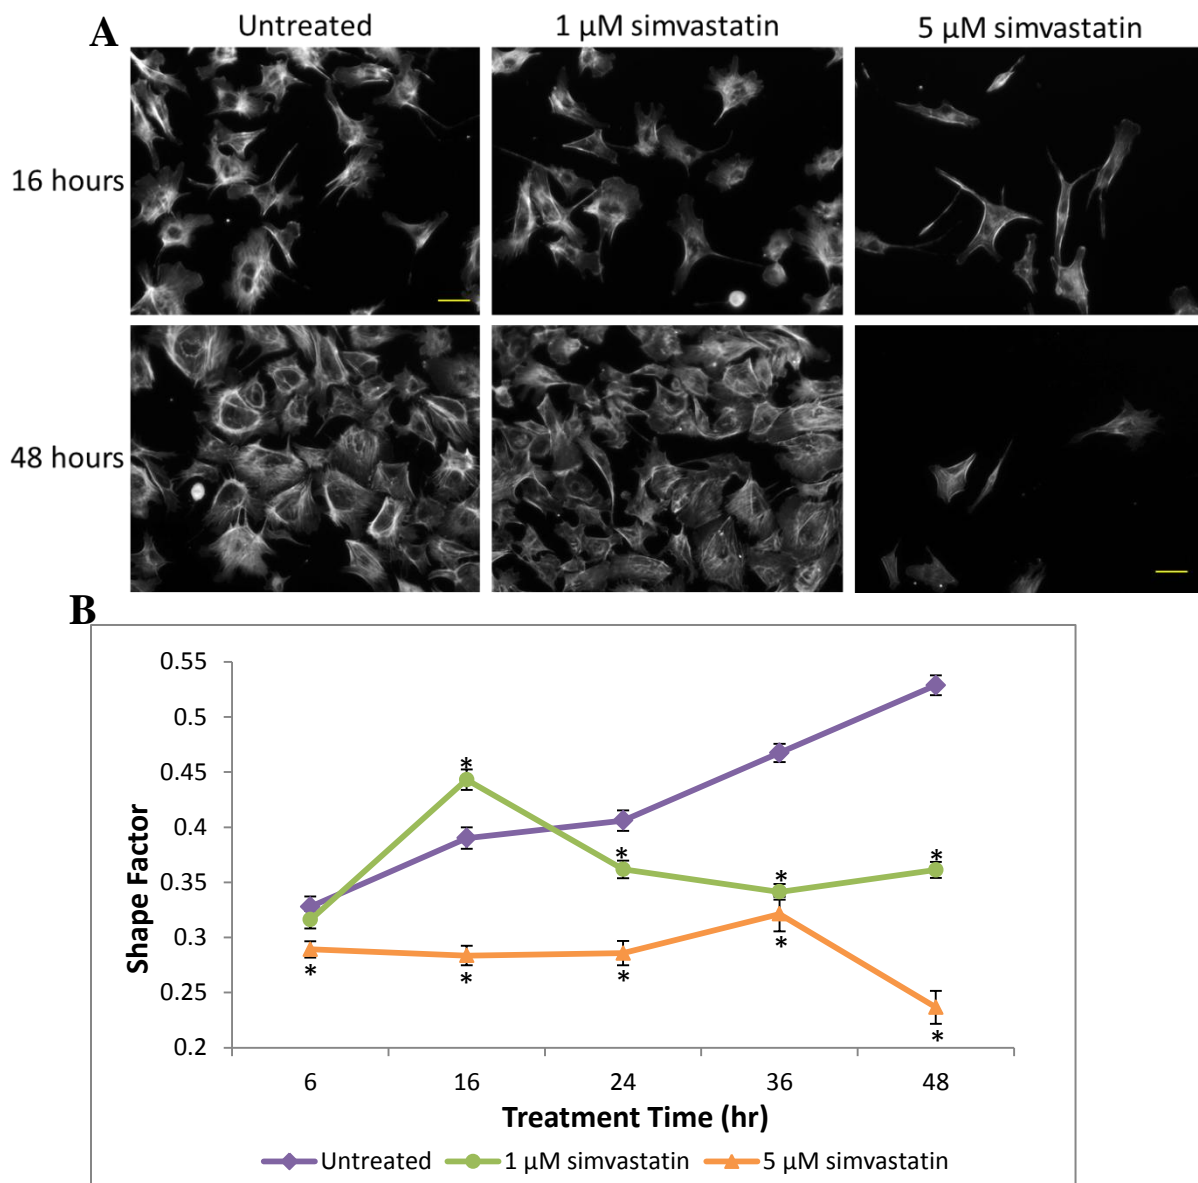 A
Untreated
1 μM simvastatin
5 μM simvastatin
16 hours
48 hours
B
0.55
0.5
0.45
0.4
0.35
0.3
0.25
0.2
Shape Factor
* * * * * * * * *
6 16 24 36 48
Treatment Time (hr)
Untreated 1 μM simvastatin 5 μM simvastatin